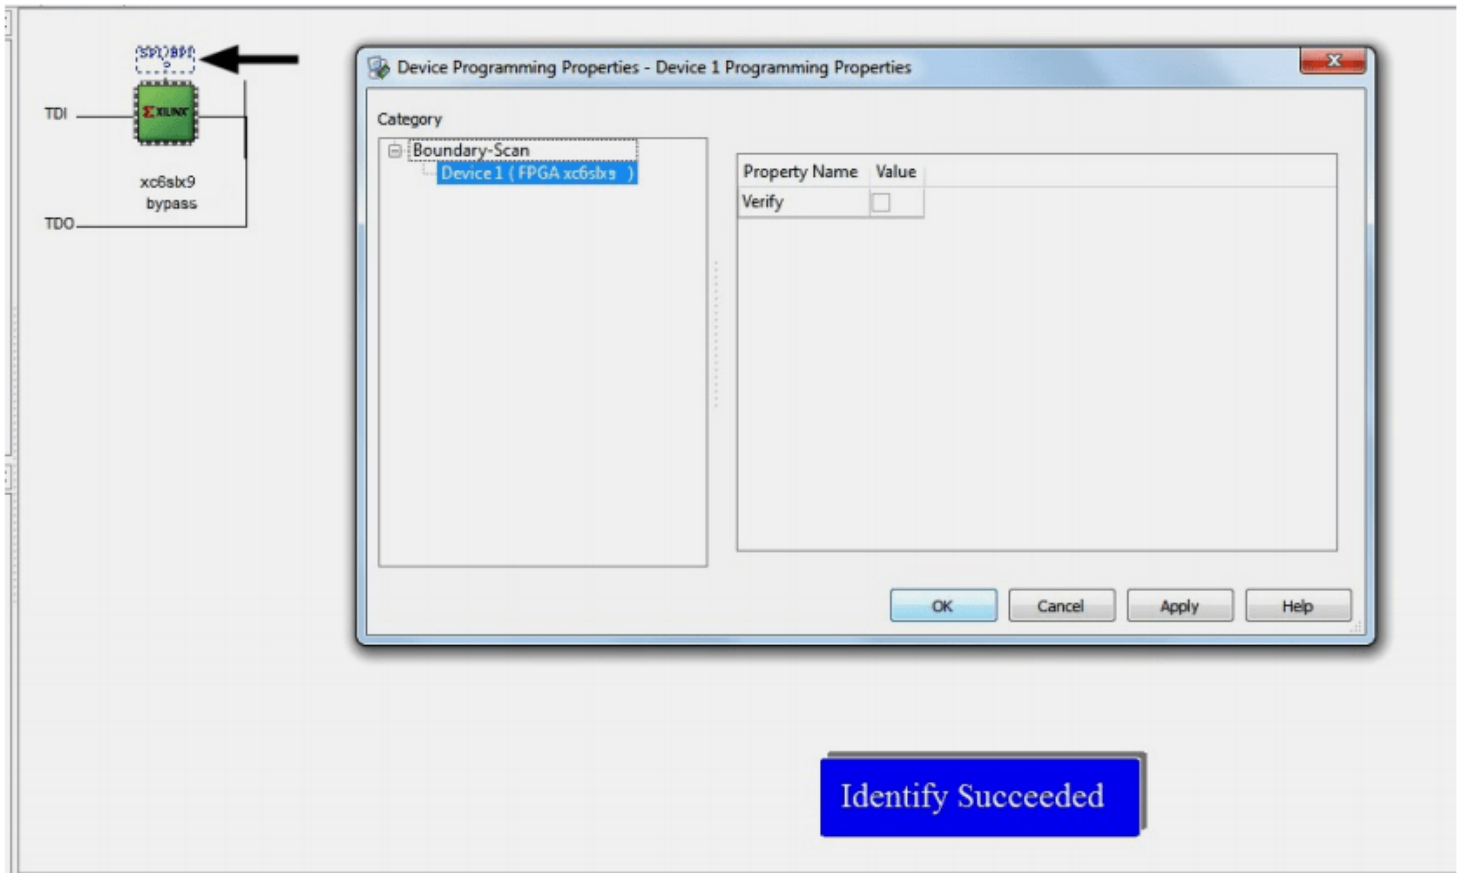 SPI/BPI
?
TDI
XILINX
xc6slx9
bypass
TDO
Device Programming Properties - Device 1 Programming Properties
Category
Boundary-Scan
Device 1 ( FPGA xc6slx9 )
Property Name Value
Verify
OK Cancel Apply Help
Identify Succeeded